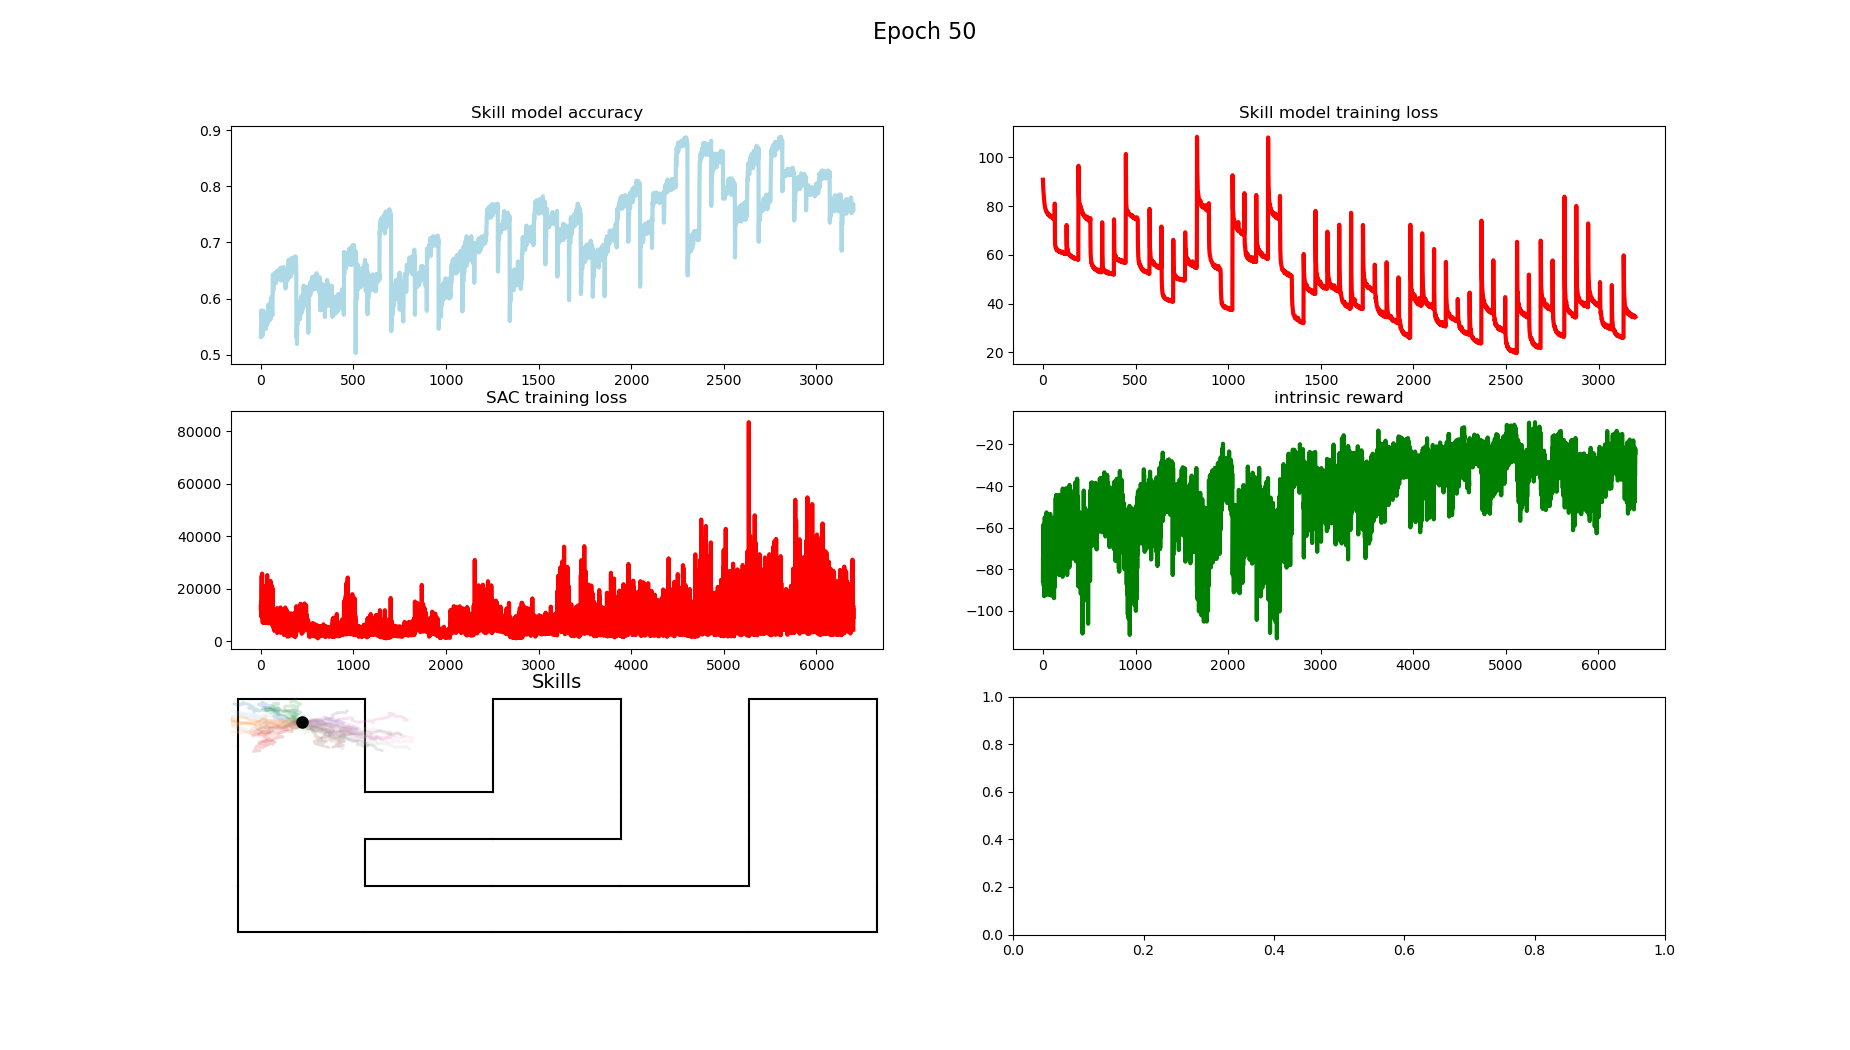 Epoch 50
Skill model accuracy
0.9
0.8
0.7
0.6
0.5
0 500 1000 1500 2000 2500 3000
Skill model training loss
100
80
60
40
20
0 500 1000 1500 2000 2500 3000
SAC training loss
80000
60000
40000
20000
0
0 1000 2000 3000 4000 5000 6000
intrinsic reward
−20
−40
−60
−80
−100
0 1000 2000 3000 4000 5000 6000
Skills
1.0
0.8
0.6
0.4
0.2
0.0
0.0 0.2 0.4 0.6 0.8 1.0